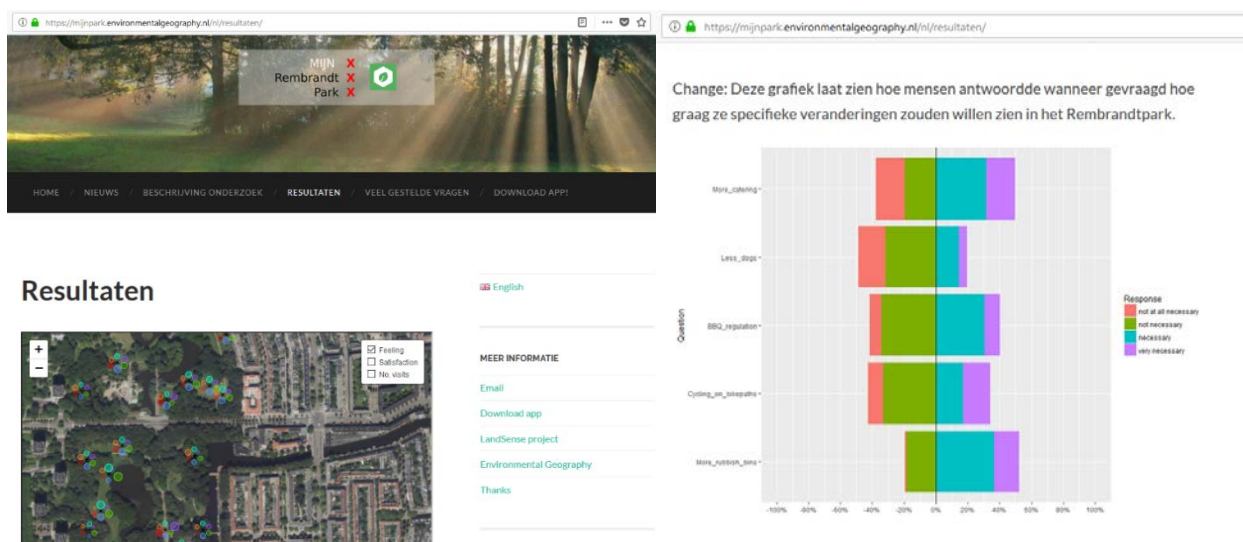 https://mijnpark.environmentalgeography.nl/nl/resultaten/
MIJN X
Rembrandt X
Park X
HOME / NIEUWS / BESCHRIJVING ONDERZOEK / RESULTATEN / VEEL GESTELDE VRAGEN / DOWNLOAD APP!
Resultaten
English
+
−
Feeling
Satisfaction
No. visits
MEER INFORMATIE
Email
Download app
LandSense project
Environmental Geography
Thanks
https://mijnpark.environmentalgeography.nl/nl/resultaten/
Change: Deze grafiek laat zien hoe mensen antwoordde wanneer gevraagd hoe
graag ze specifieke veranderingen zouden willen zien in het Rembrandtpark.
More_catering
Less_dogs
BBQ_regulation
Cycling_on_bikepaths
More_rubbish_bins
Question
-100% -80% -60% -40% -20% 0% 20% 40% 60% 80% 100%
Response
not at all necessary
not necessary
necessary
very necessary